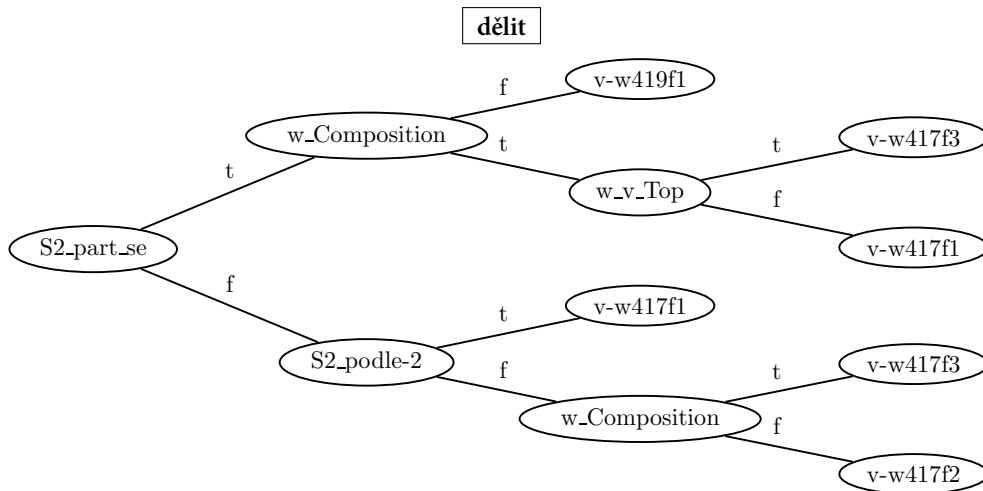 dělit
f
v-w419f1
w_Composition
t
t
v-w417f3
t
w_v_Top
f
v-w417f1
S2_part_se
f
t
v-w417f1
S2_podle-2
f
t
v-w417f3
w_Composition
f
v-w417f2